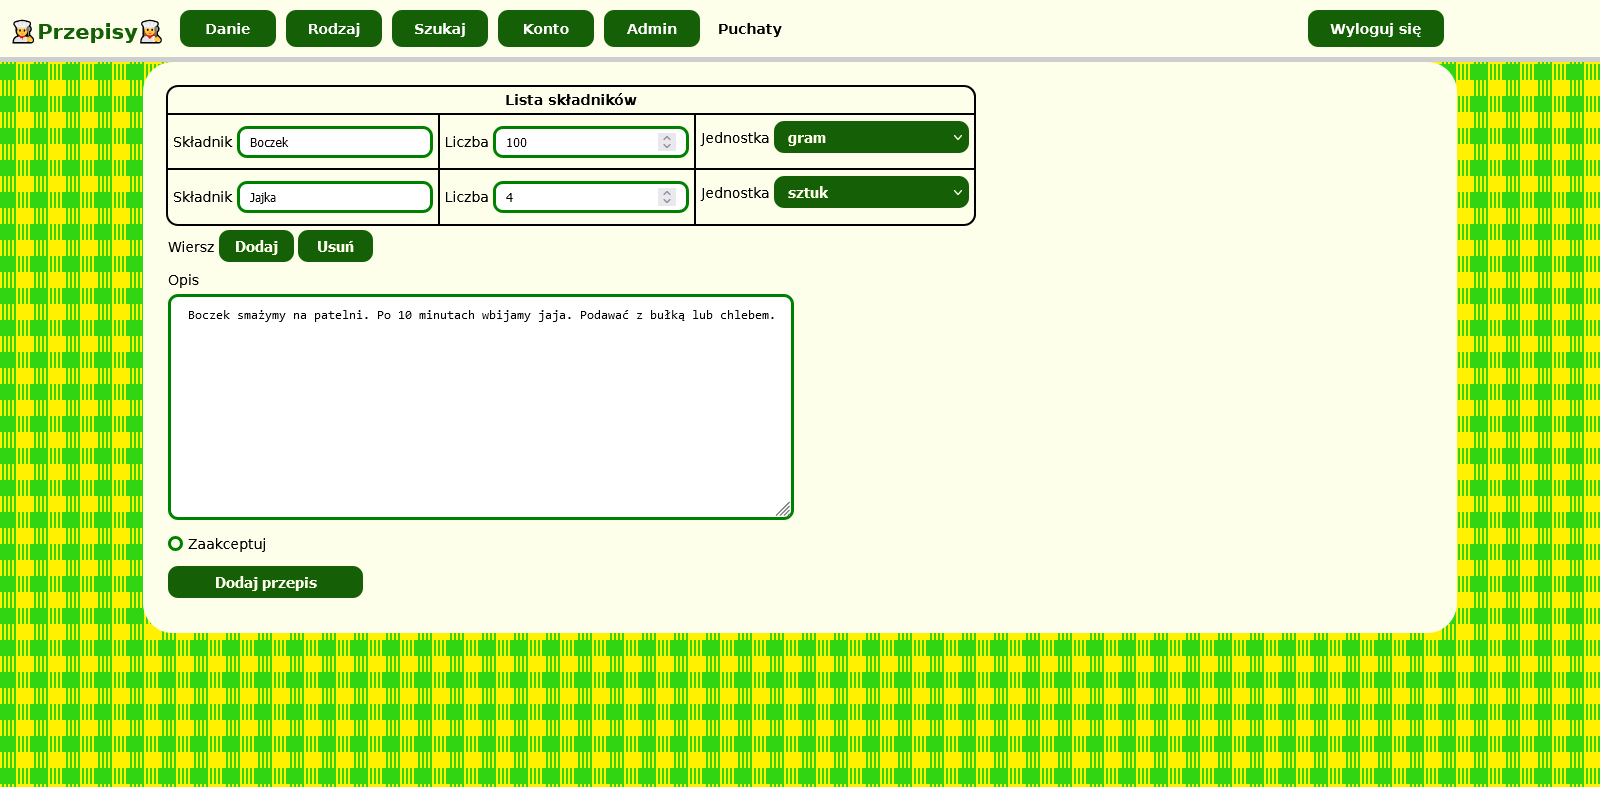 Przepisy Danie Rodzaj Szukaj Konto Admin Puchaty Wyloguj się
Lista składników
Składnik Boczek Liczba 100 Jednostka gram
Składnik Jajka Liczba 4 Jednostka sztuk
Wiersz Dodaj Usuń
Opis
Boczek smażymy na patelni. Po 10 minutach wbijamy jaja. Podawać z bułką lub chlebem.
Zaakceptuj
Dodaj przepis